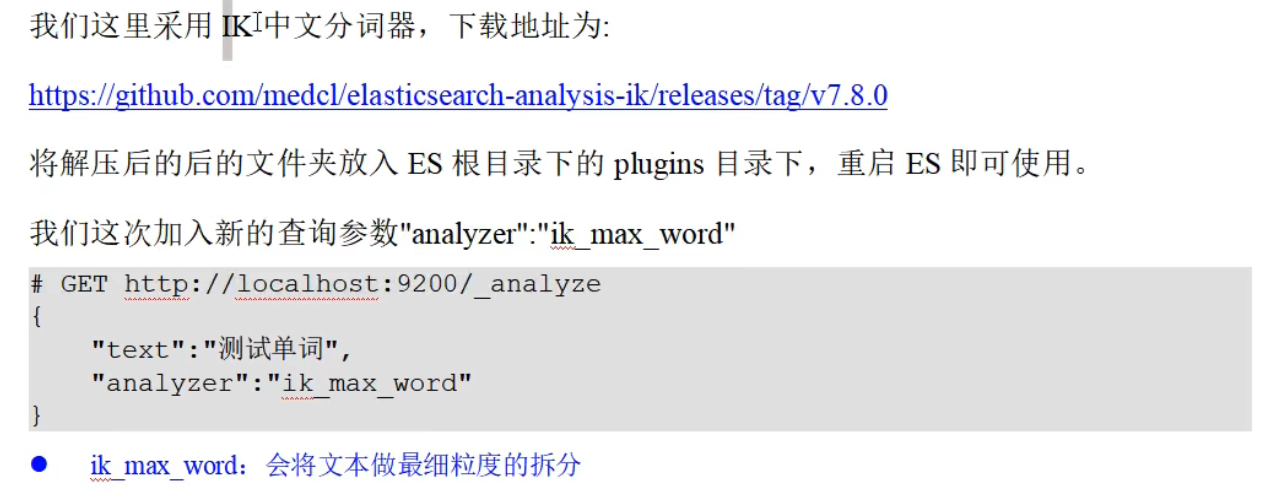 我们这里采用 IK 中文分词器，下载地址为:
https://github.com/medcl/elasticsearch-analysis-ik/releases/tag/v7.8.0
将解压后的后的文件夹放入 ES 根目录下的 plugins 目录下，重启 ES 即可使用。
我们这次加入新的查询参数"analyzer":"ik_max_word"
# GET http://localhost:9200/_analyze
{
    "text":"测试单词",
    "analyzer":"ik_max_word"
}
● ik_max_word：会将文本做最细粒度的拆分